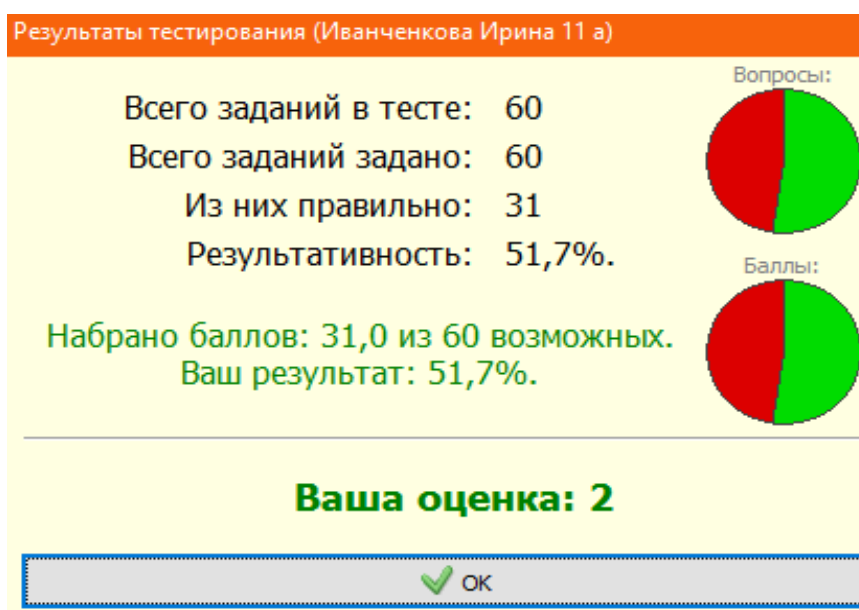 Результаты тестирования (Иванченкова Ирина 11 а)
Вопросы:
Всего заданий в тесте: 60
Всего заданий задано: 60
Из них правильно: 31
Результативность: 51,7%.
Баллы:
Набрано баллов: 31,0 из 60 возможных.
Ваш результат: 51,7%.
Ваша оценка: 2
ОК